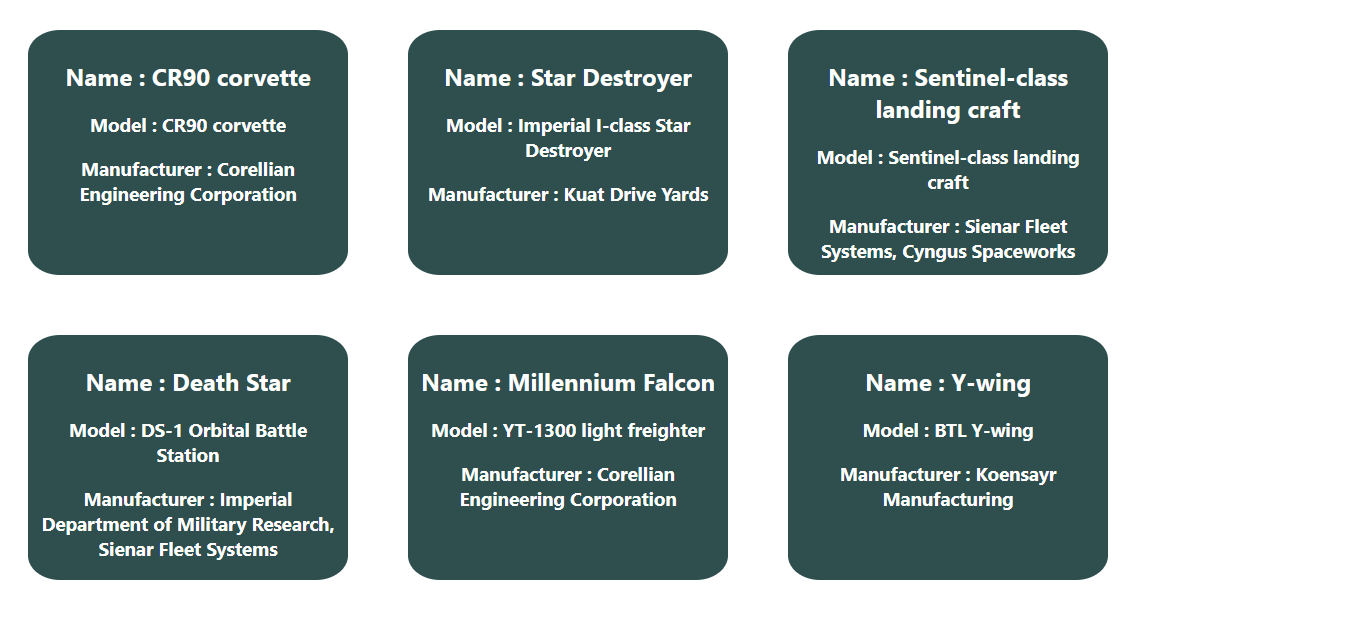 Name : CR90 corvette
Model : CR90 corvette
Manufacturer : Corellian
Engineering Corporation
Name : Star Destroyer
Model : Imperial I-class Star
Destroyer
Manufacturer : Kuat Drive Yards
Name : Sentinel-class
landing craft
Model : Sentinel-class landing
craft
Manufacturer : Sienar Fleet
Systems, Cyngus Spaceworks
Name : Death Star
Model : DS-1 Orbital Battle
Station
Manufacturer : Imperial
Department of Military Research,
Sienar Fleet Systems
Name : Millennium Falcon
Model : YT-1300 light freighter
Manufacturer : Corellian
Engineering Corporation
Name : Y-wing
Model : BTL Y-wing
Manufacturer : Koensayr
Manufacturing